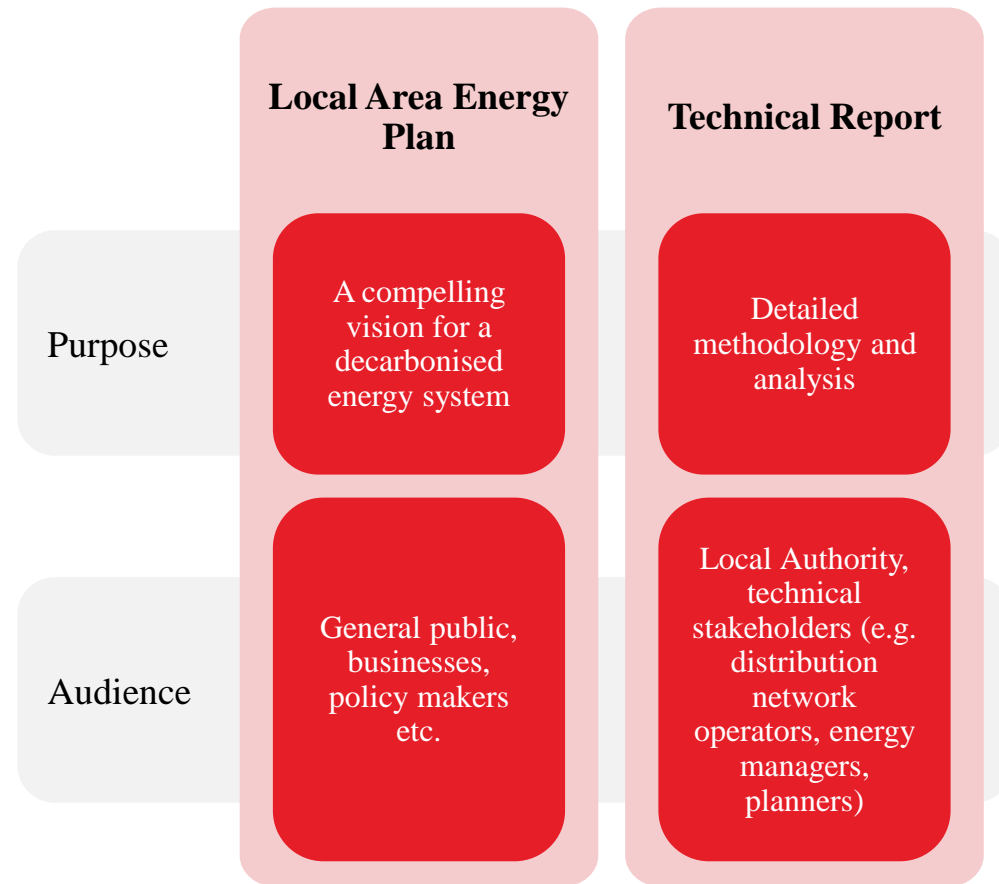 Local Area Energy
Plan
Technical Report
Purpose
A compelling
vision for a
decarbonised
energy system
Detailed
methodology and
analysis
Audience
General public,
businesses,
policy makers
etc.
Local Authority,
technical
stakeholders (e.g.
distribution
network
operators, energy
managers,
planners)